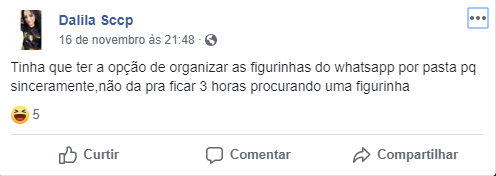 Dalila Sccp
16 de novembro às 21:48 ·
Tinha que ter a opção de organizar as figurinhas do whatsapp por pasta pq
sinceramente,não da pra ficar 3 horas procurando uma figurinha
5
Curtir Comentar Compartilhar